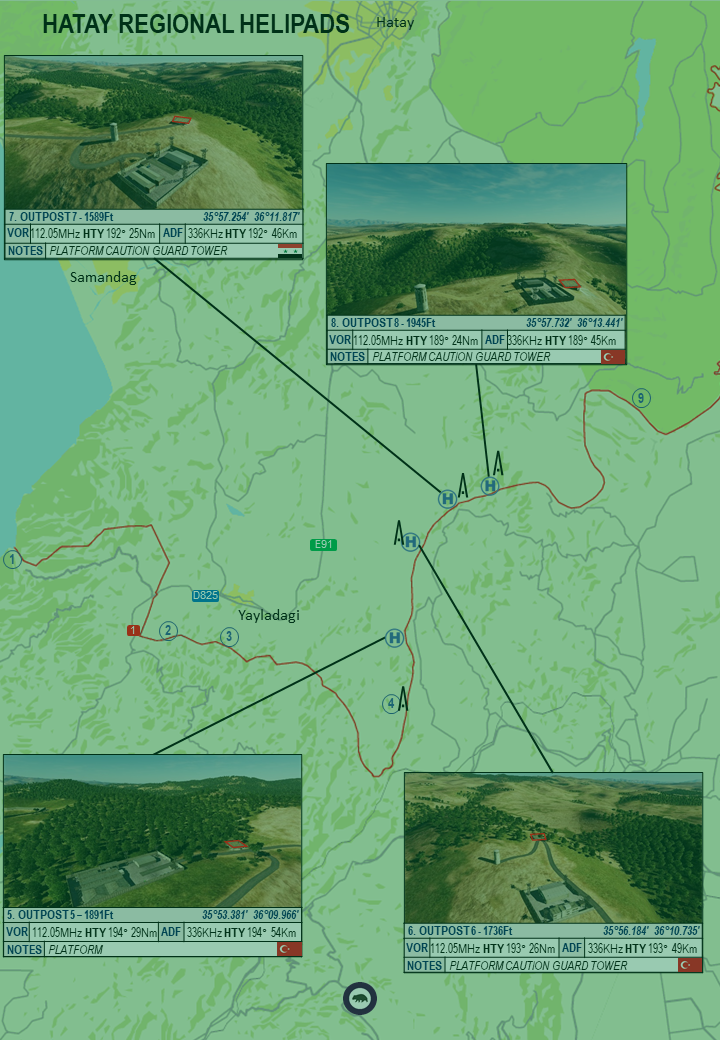 HATAY REGIONAL HELIPADS
Hatay
7. OUTPOST 7 - 1589Ft 35°57.254' 36°11.817'
VOR 112.05MHz HTY 192° 25Nm ADF 336KHz HTY 192° 46Km
NOTES PLATFORM CAUTION GUARD TOWER
Samandag
8. OUTPOST 8 - 1945Ft 35°57.732' 36°13.441'
VOR 112.05MHz HTY 189° 24Nm ADF 336KHz HTY 189° 45Km
NOTES PLATFORM CAUTION GUARD TOWER
9
H
H
H
E91
1
D825
Yayladagi
1
2
3
H
4
5. OUTPOST 5 – 1891Ft 35°53.381' 36°09.966'
VOR 112.05MHz HTY 194° 29Nm ADF 336KHz HTY 194° 54Km
NOTES PLATFORM
6. OUTPOST 6 - 1736Ft 35°56.184' 36°10.735'
VOR 112.05MHz HTY 193° 26Nm ADF 336KHz HTY 193° 49Km
NOTES PLATFORM CAUTION GUARD TOWER